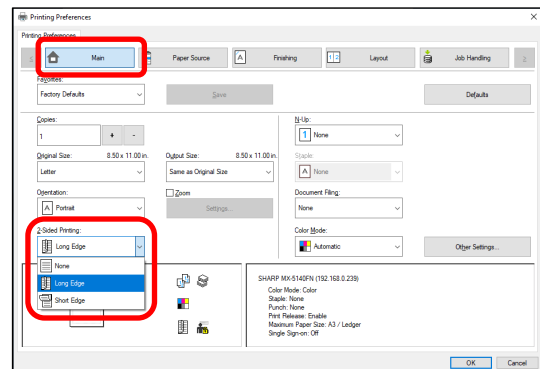 Printing Preferences
Printing Preferences
Main
Paper Source
Finishing
Layout
Job Handling
Favorites:
Factory Defaults
Save
Defaults
Copies:
1
+ -
N-Up:
1 None
Original Size: 8.50 x 11.00 in.
Letter
Output Size: 8.50 x 11.00 in.
Same as Original Size
Staple:
A None
Orientation:
A Portrait
Zoom
Settings...
Document Filing:
None
2-Sided Printing:
Long Edge
Color Mode:
Automatic
Other Settings...
None
Long Edge
Short Edge
SHARP MX-5140FN (192.168.0.239)
Color Mode: Color
Staple: None
Punch: None
Print Release: Enable
Maximum Paper Size: A3 / Ledger
Single Sign-on: Off
OK
Cancel